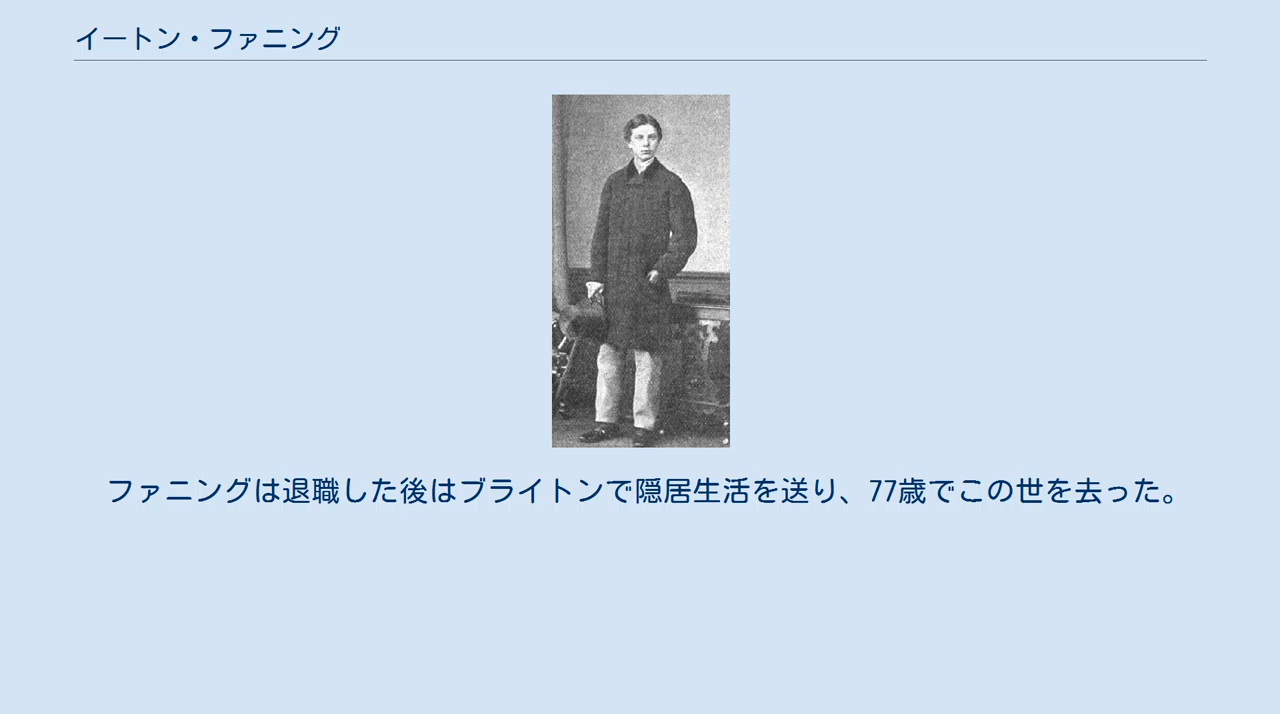 イートン・ファニング
ファニングは退職した後はブライトンで隠居生活を送り、77歳でこの世を去った。